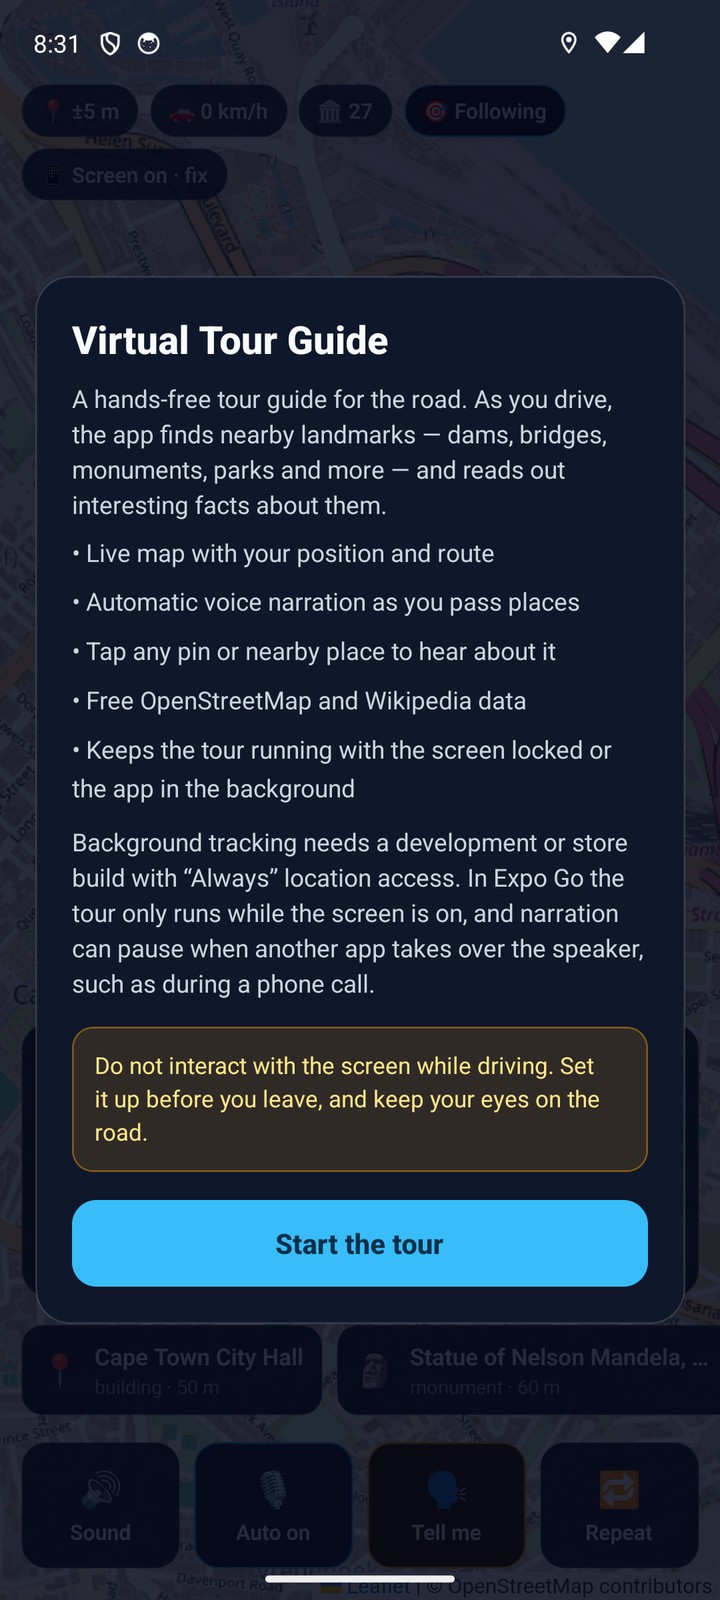 8:31
±5 m
0 km/h
27
Following
Screen on · fix
Virtual Tour Guide
A hands-free tour guide for the road. As you drive,
the app finds nearby landmarks — dams, bridges,
monuments, parks and more — and reads out
interesting facts about them.
• Live map with your position and route
• Automatic voice narration as you pass places
• Tap any pin or nearby place to hear about it
• Free OpenStreetMap and Wikipedia data
• Keeps the tour running with the screen locked or
the app in the background
Background tracking needs a development or store
build with “Always” location access. In Expo Go the
tour only runs while the screen is on, and narration
can pause when another app takes over the speaker,
such as during a phone call.
Do not interact with the screen while driving. Set
it up before you leave, and keep your eyes on the
road.
Start the tour
Cape Town City Hall
building · 50 m
Statue of Nelson Mandela, ...
monument · 60 m
Sound
Auto on
Tell me
Repeat
Davenport Road
Leaflet | © OpenStreetMap contributors